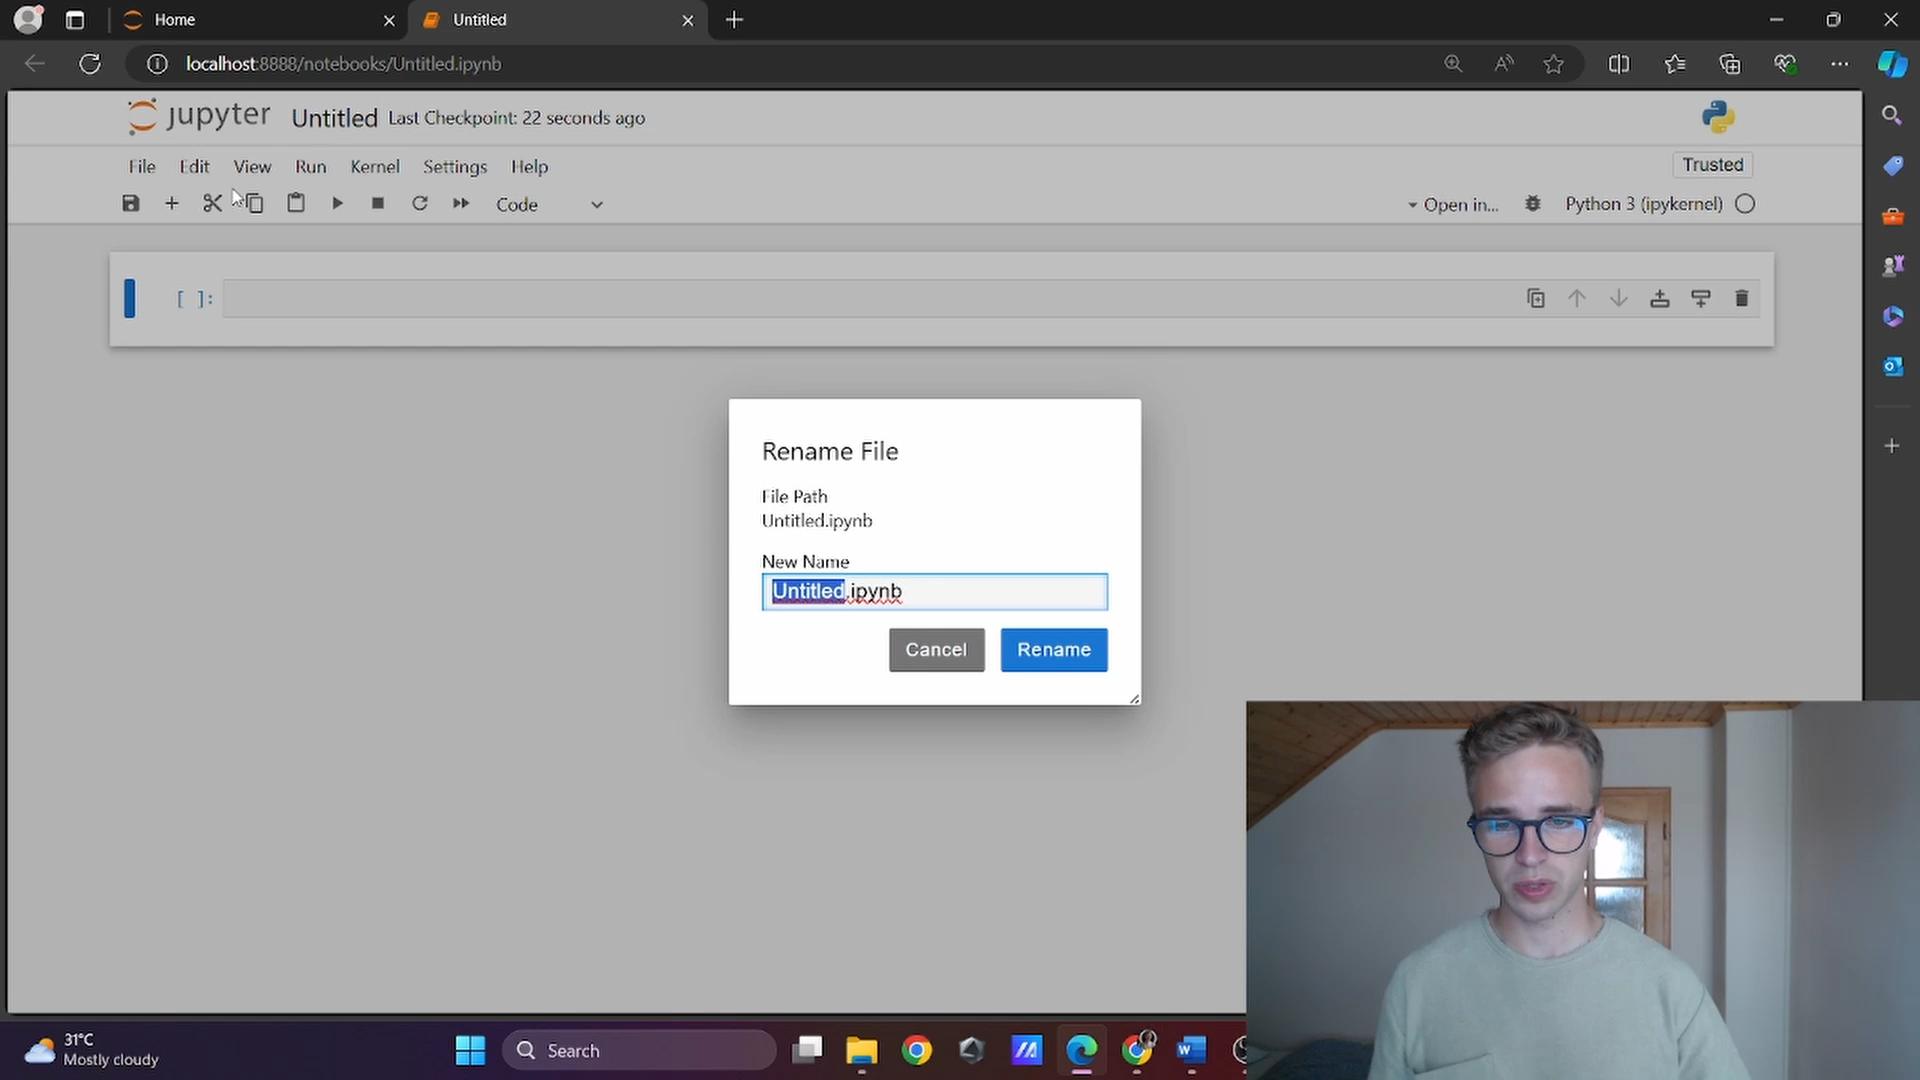 Home
Untitled
localhost:8888/notebooks/Untitled.ipynb
jupyter Untitled Last Checkpoint: 22 seconds ago
File Edit View Run Kernel Settings Help
Trusted
Code
Open in...
Python 3 (ipykernel)
[ ]:
Rename File
File Path
Untitled.ipynb
New Name
Untitled.ipynb
Cancel
Rename
31°C
Mostly cloudy
Search